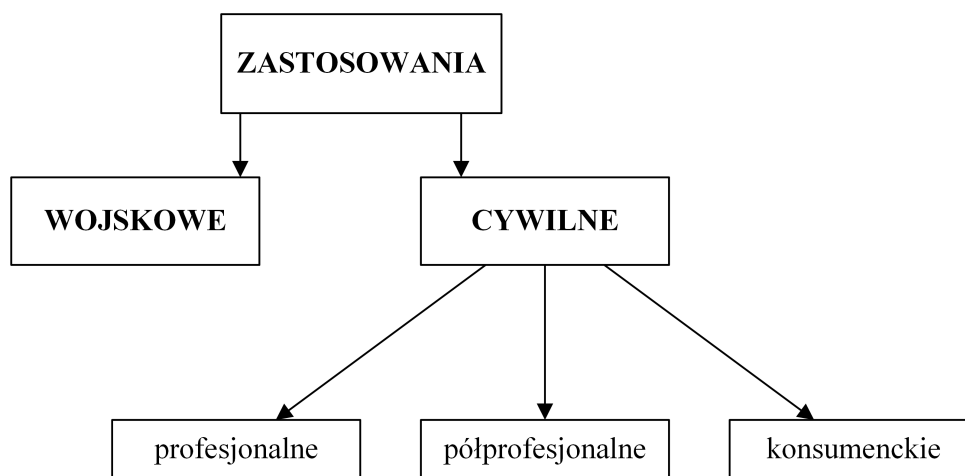 ZASTOSOWANIA
WOJSKOWE
CYWILNE
profesjonalne
półprofesjonalne
konsumenckie